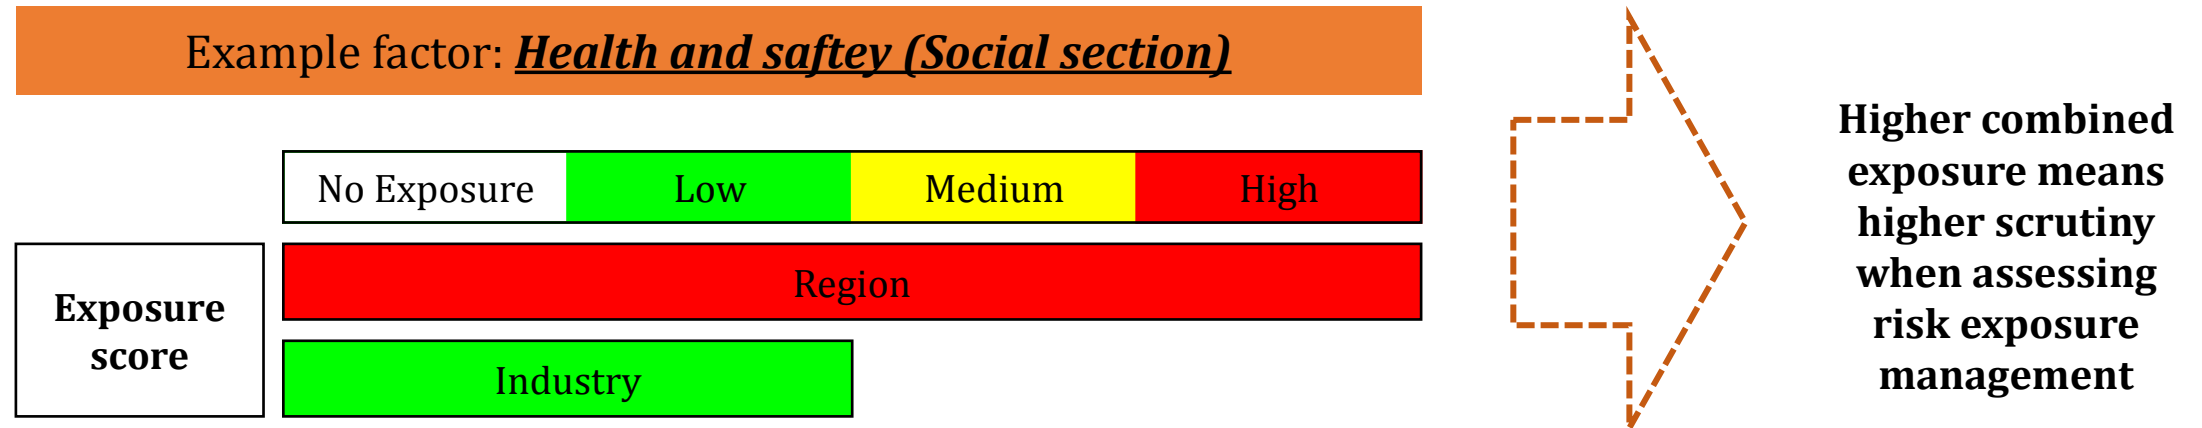 Example factor: Health and saftey (Social section)
No Exposure
Low
Medium
High
Exposure
score
Region
Industry
Higher combined
exposure means
higher scrutiny
when assessing
risk exposure
management